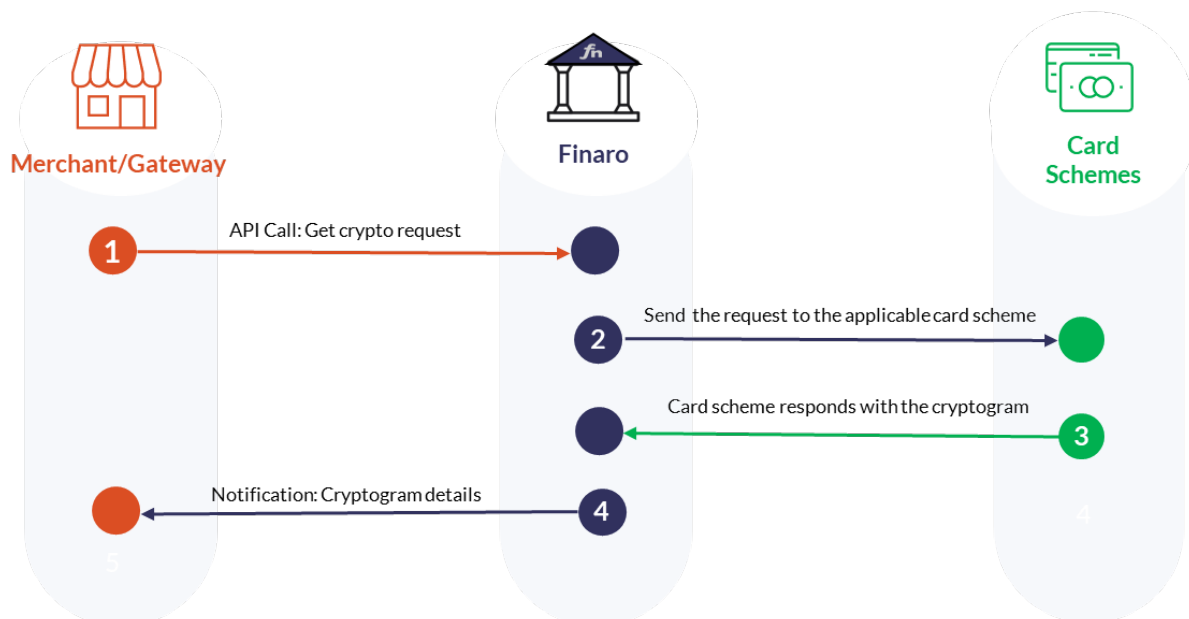 fn
Merchant/Gateway
Finaro
Card
Schemes
API Call: Get crypto request
1
Send the request to the applicable card scheme
2
Card scheme responds with the cryptogram
3
Notification: Cryptogram details
4
4
5